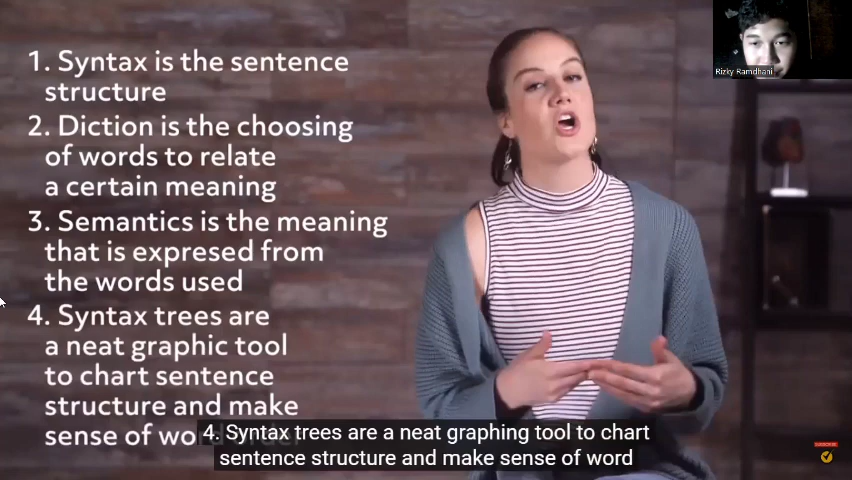 1. Syntax is the sentence
structure
2. Diction is the choosing
of words to relate
a certain meaning
3. Semantics is the meaning
that is expresed from
the words used
4. Syntax trees are
a neat graphic tool
to chart sentence
structure and make
sense of word order
4. Syntax trees are a neat graphing tool to chart
sentence structure and make sense of word
Rizky Ramdhani